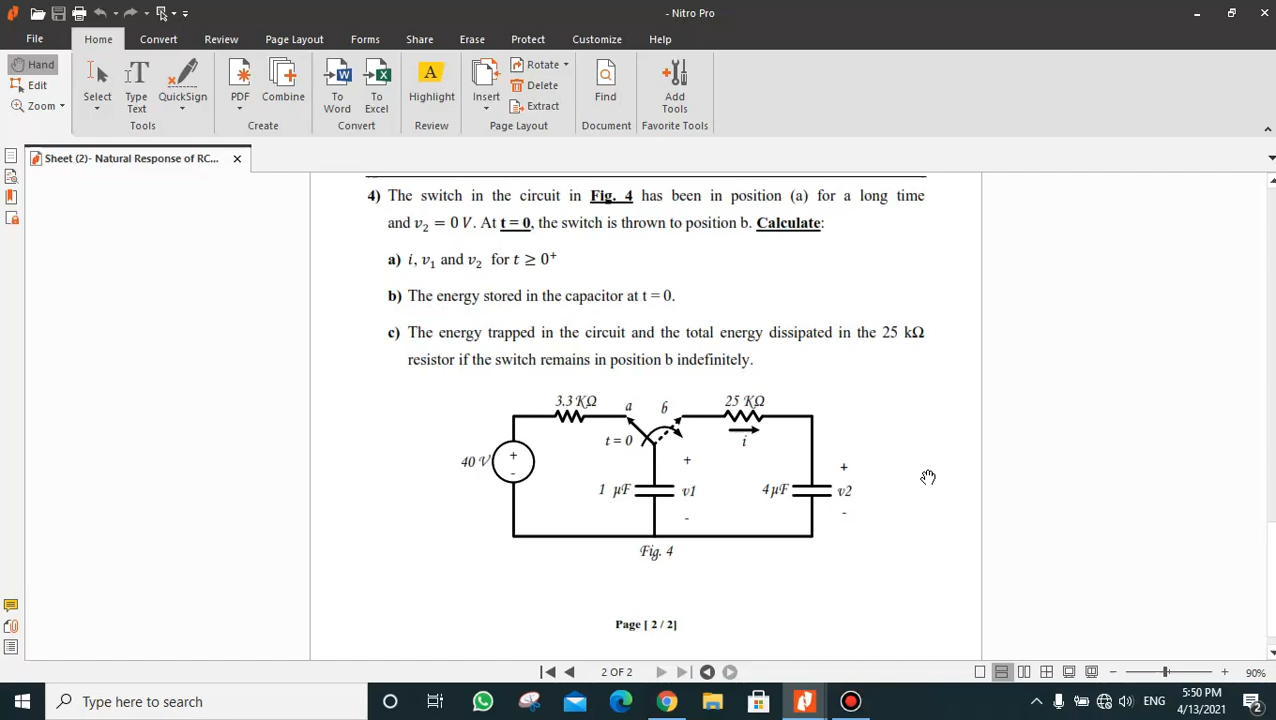 - Nitro Pro
File
Home
Convert
Review
Page Layout
Forms
Share
Erase
Protect
Customize
Help
Hand
Edit
Zoom
Select
Type Text
QuickSign
Tools
PDF
Combine
Create
To Word
To Excel
Convert
Highlight
Review
Insert
Rotate
Delete
Extract
Page Layout
Find
Document
Add Tools
Favorite Tools
Sheet (2)- Natural Response of RC...
4) The switch in the circuit in Fig. 4 has been in position (a) for a long time
and v₂ = 0 V. At t = 0, the switch is thrown to position b. Calculate:
a) i, v₁ and v₂ for t ≥ 0⁺
b) The energy stored in the capacitor at t = 0.
c) The energy trapped in the circuit and the total energy dissipated in the 25 kΩ
resistor if the switch remains in position b indefinitely.
3.3 KΩ
a
b
25 KΩ
t = 0
i
40 V
+
-
1 μF
+
v1
-
4 μF
+
v2
-
Fig. 4
Page [ 2 / 2]
2 OF 2
90%
Type here to search
ENG
5:50 PM
4/13/2021
2